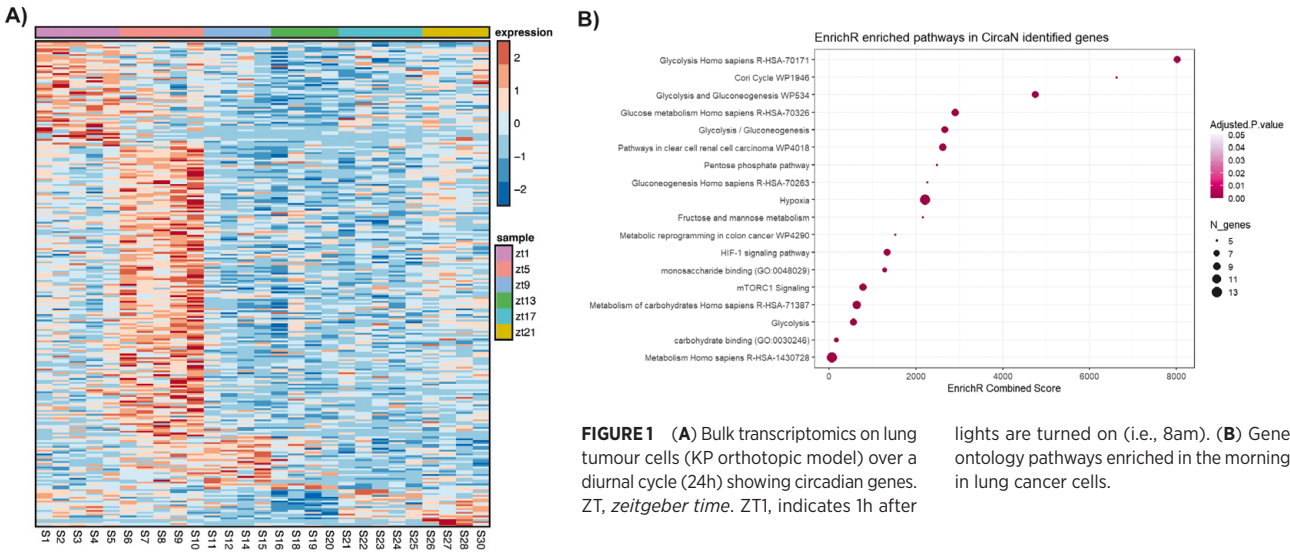 A)
expression
2
1
0
−1
−2
sample
zt1
zt5
zt9
zt13
zt17
zt21
S1
S2
S3
S4
S5
S6
S7
S8
S9
S10
S11
S12
S14
S15
S16
S18
S19
S20
S21
S22
S23
S24
S25
S26
S27
S28
S30
B)
EnrichR enriched pathways in CircaN identified genes
Glycolysis Homo sapiens R-HSA-70171
Cori Cycle WP1946
Glycolysis and Gluconeogenesis WP534
Glucose metabolism Homo sapiens R-HSA-70326
Glycolysis / Gluconeogenesis
Pathways in clear cell renal cell carcinoma WP4018
Pentose phosphate pathway
Gluconeogenesis Homo sapiens R-HSA-70263
Hypoxia
Fructose and mannose metabolism
Metabolic reprogramming in colon cancer WP4290
HIF-1 signaling pathway
monosaccharide binding (GO:0048029)
mTORC1 Signaling
Metabolism of carbohydrates Homo sapiens R-HSA-71387
Glycolysis
carbohydrate binding (GO:0030246)
Metabolism Homo sapiens R-HSA-1430728
0 2000 4000 6000 8000
EnrichR Combined Score
Adjusted.P.value
0.05
0.04
0.03
0.02
0.01
0.00
N_genes
5
7
9
11
13
FIGURE 1 (A) Bulk transcriptomics on lung
tumour cells (KP orthotopic model) over a
diurnal cycle (24h) showing circadian genes.
ZT, zeitgeber time. ZT1, indicates 1h after
lights are turned on (i.e., 8am). (B) Gene
ontology pathways enriched in the morning
in lung cancer cells.